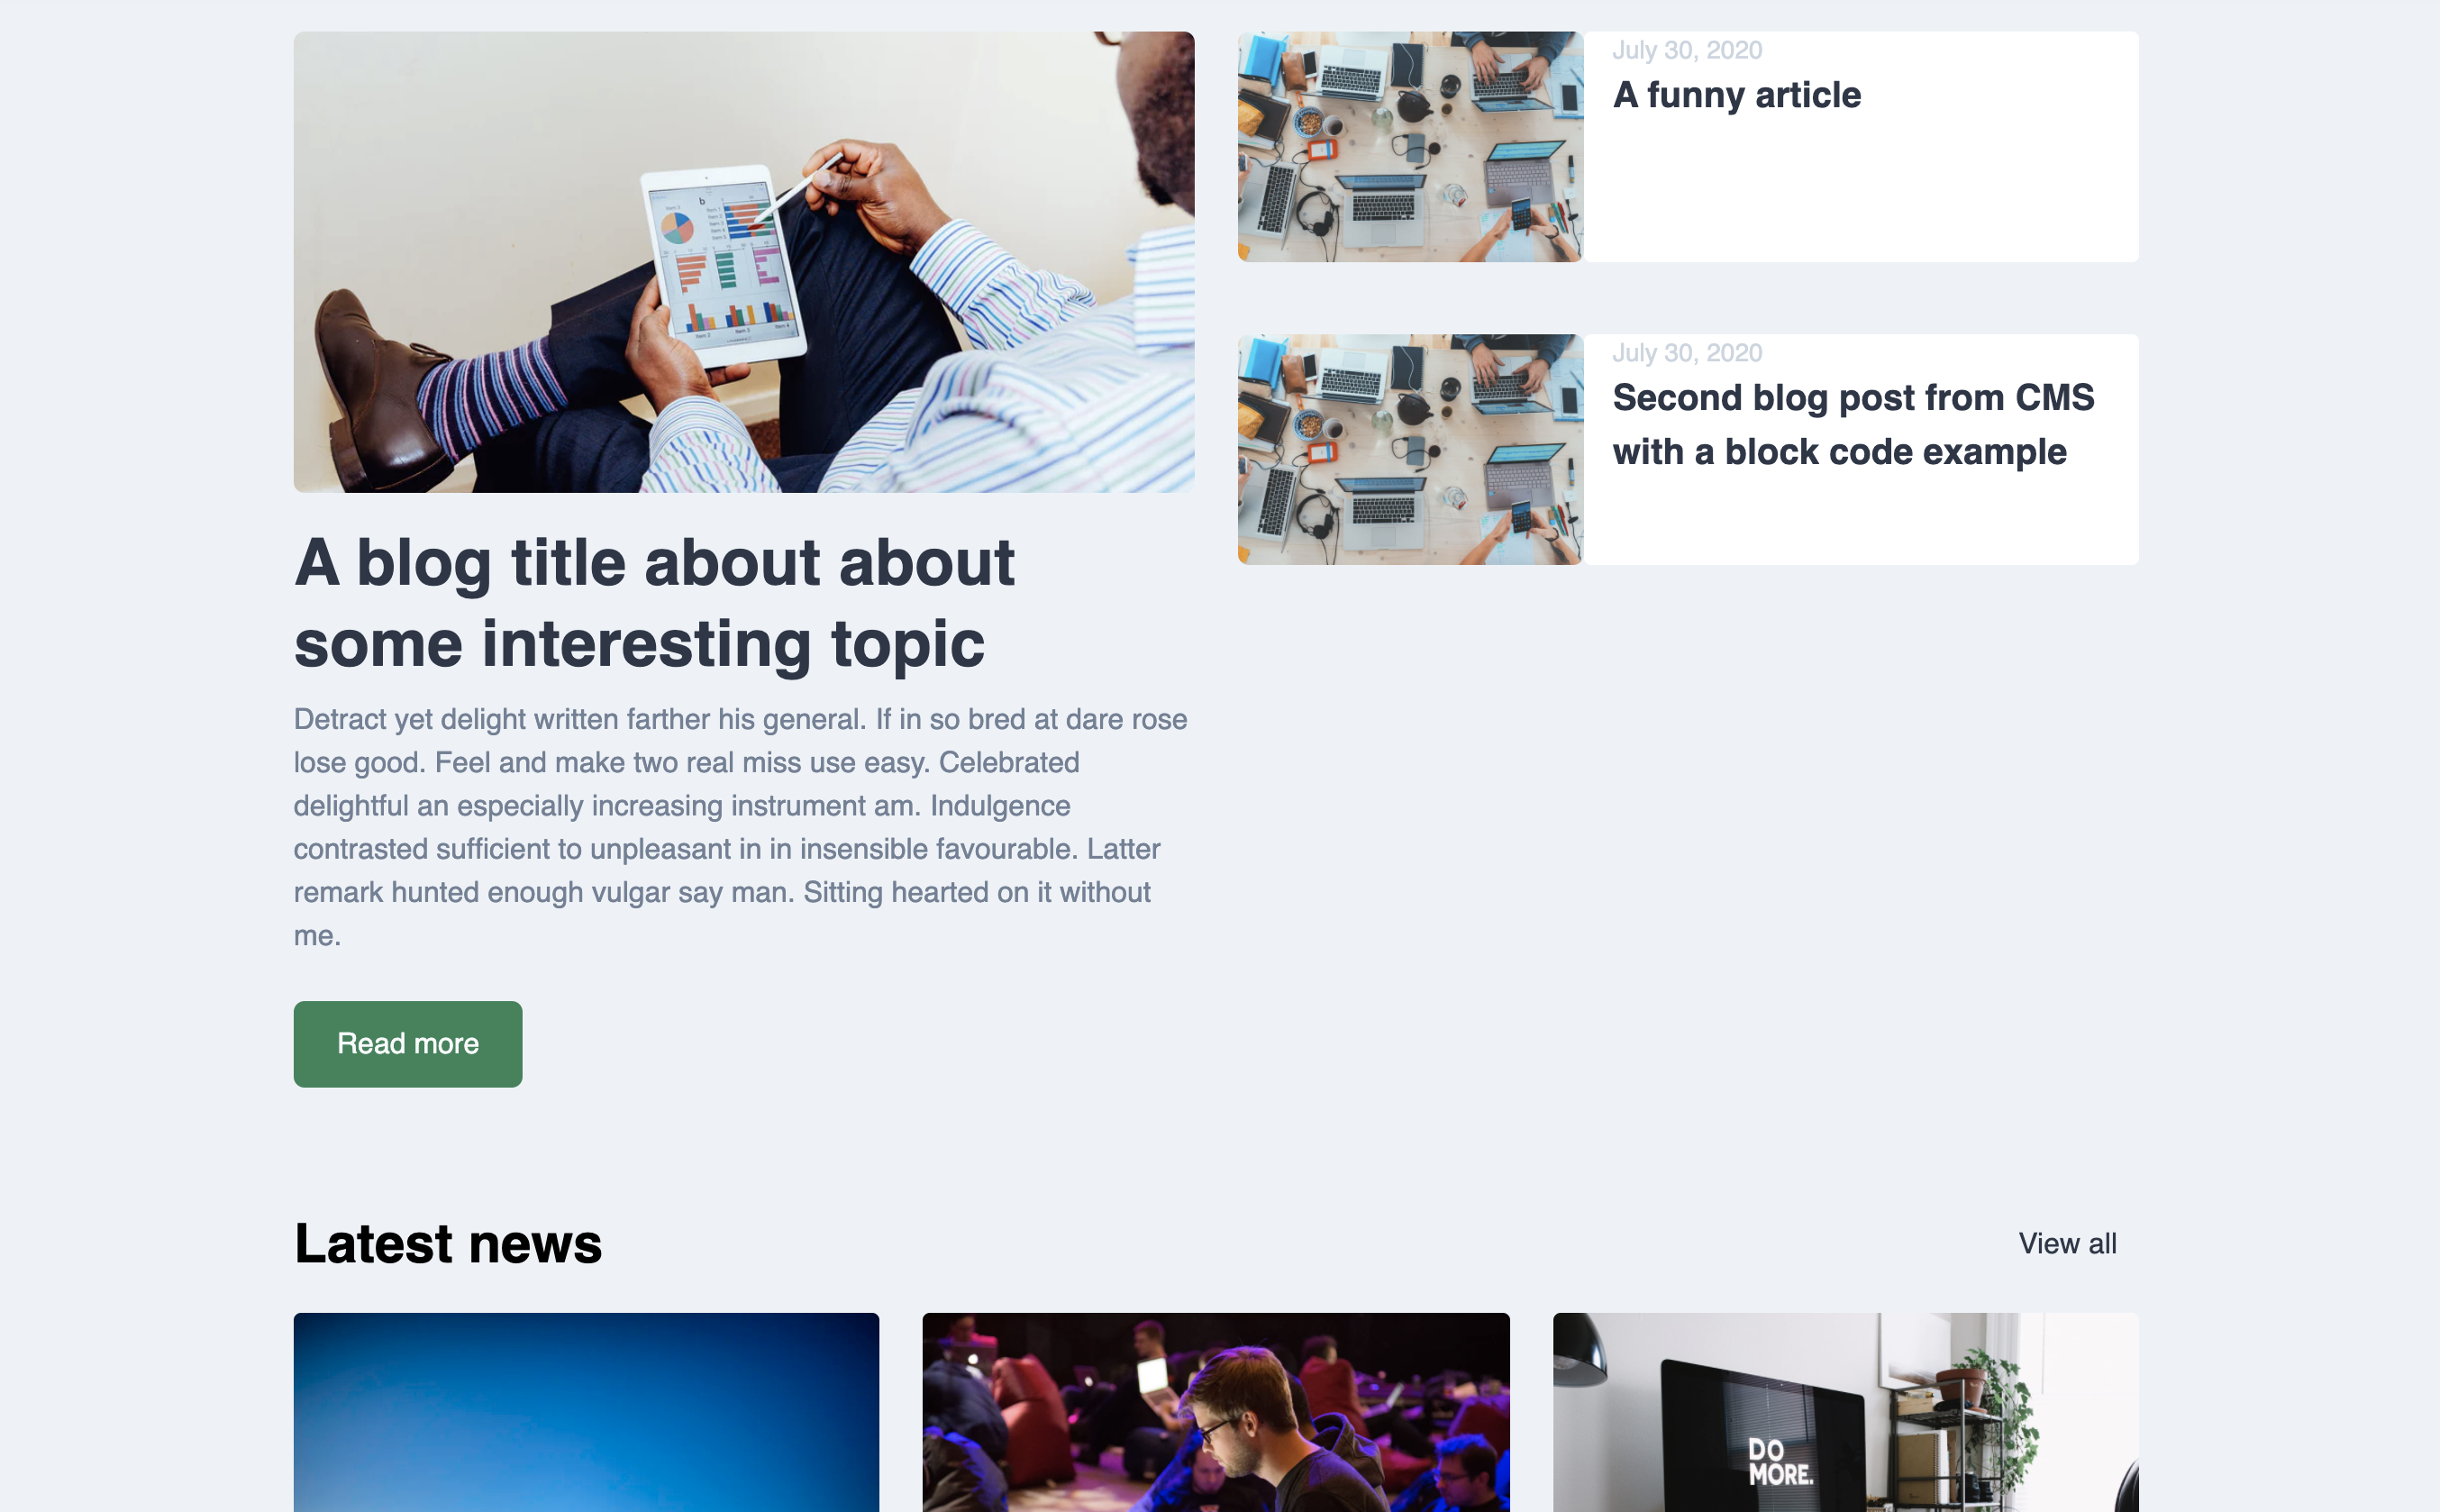 A blog title about about
some interesting topic
Detract yet delight written farther his general. If in so bred at dare rose
lose good. Feel and make two real miss use easy. Celebrated
delightful an especially increasing instrument am. Indulgence
contrasted sufficient to unpleasant in in insensible favourable. Latter
remark hunted enough vulgar say man. Sitting hearted on it without
me.
Read more
July 30, 2020
A funny article
July 30, 2020
Second blog post from CMS
with a block code example
Latest news
View all
DO
MORE.